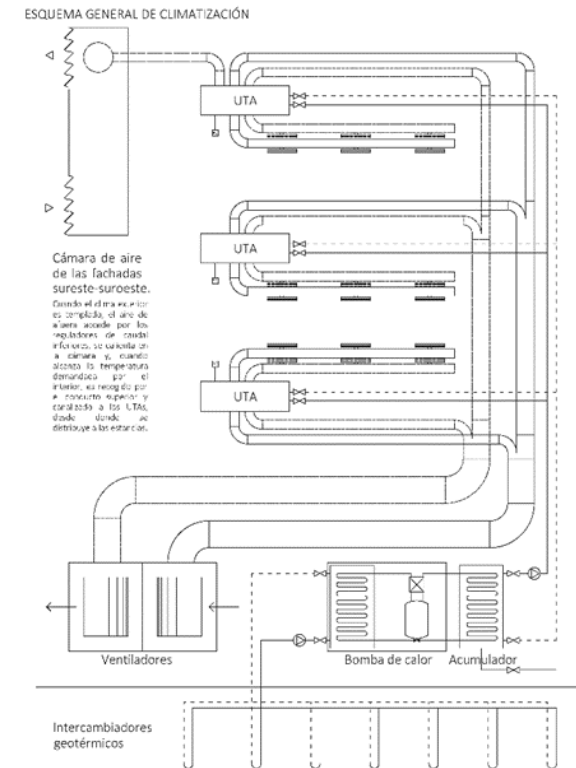 ESQUEMA GENERAL DE CLIMATIZACIÓN
UTA
UTA
Cámara de aire
de las fachadas
sureste-suroeste.
Cuando el clima exterior
es templado, el aire de
afuera accede por los
reguladores de caudal
inferiores, se calienta en
la cámara y, cuando
alcanza la temperatura
demandada por el
interior, es recogido por
el conducto superior y
canalizado a las UTAs,
desde donde se
distribuye a las estancias.
UTA
Ventiladores
Bomba de calor
Acumulador
Intercambiadores
geotérmicos